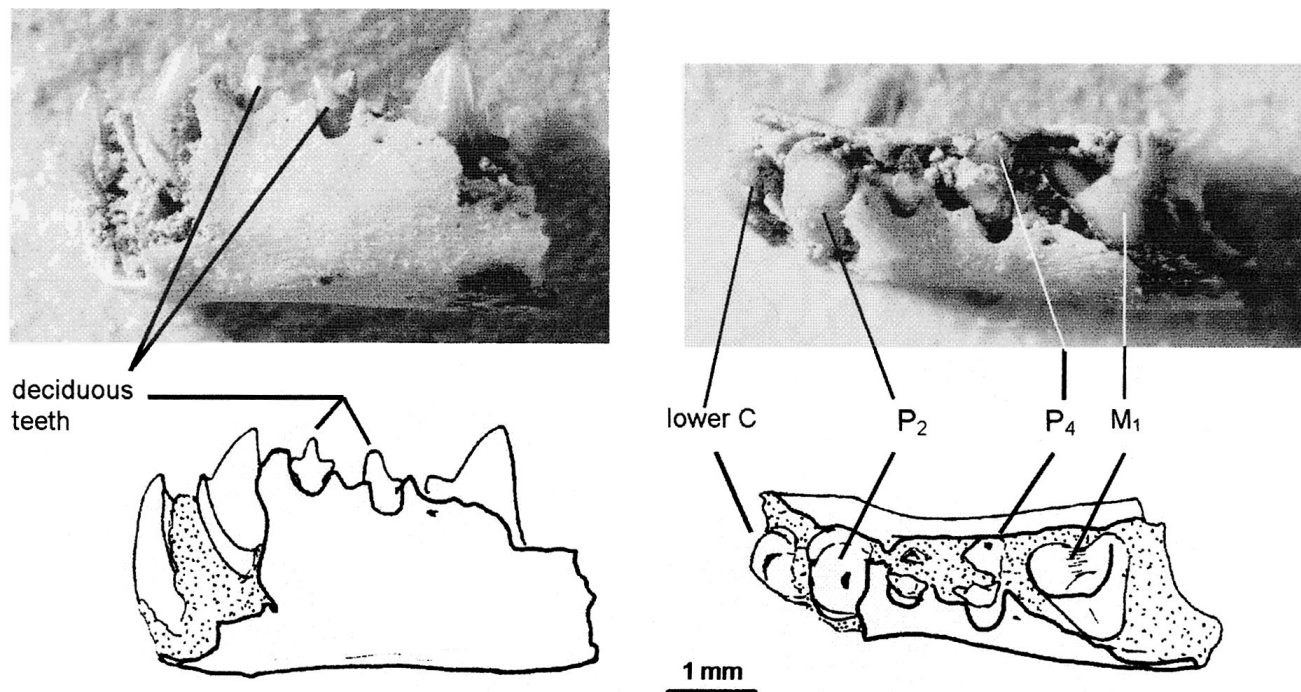 deciduous
teeth
lower C
P₂
P₄
M₁
1 mm